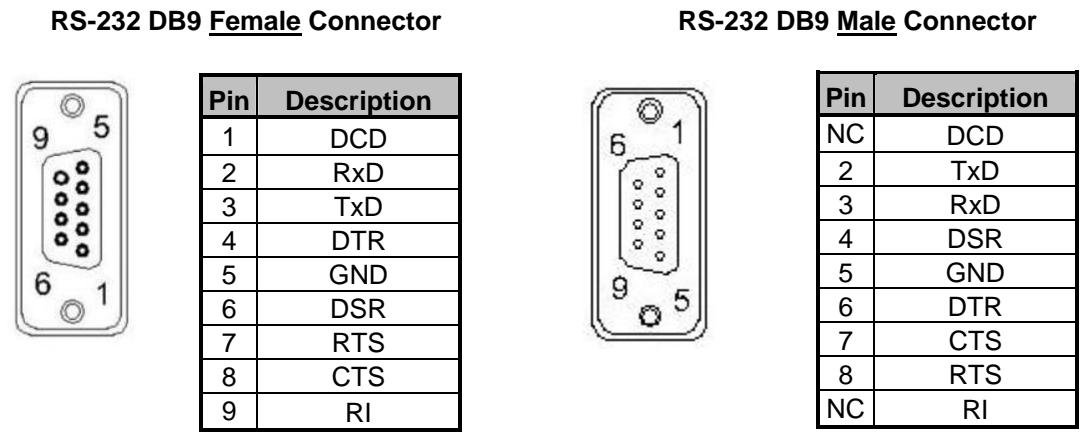 RS-232 DB9 Female Connector
9 5
6 1
Pin Description
1 DCD
2 RxD
3 TxD
4 DTR
5 GND
6 DSR
7 RTS
8 CTS
9 RI
RS-232 DB9 Male Connector
6 1
9 5
Pin Description
NC DCD
2 TxD
3 RxD
4 DSR
5 GND
6 DTR
7 CTS
8 RTS
NC RI